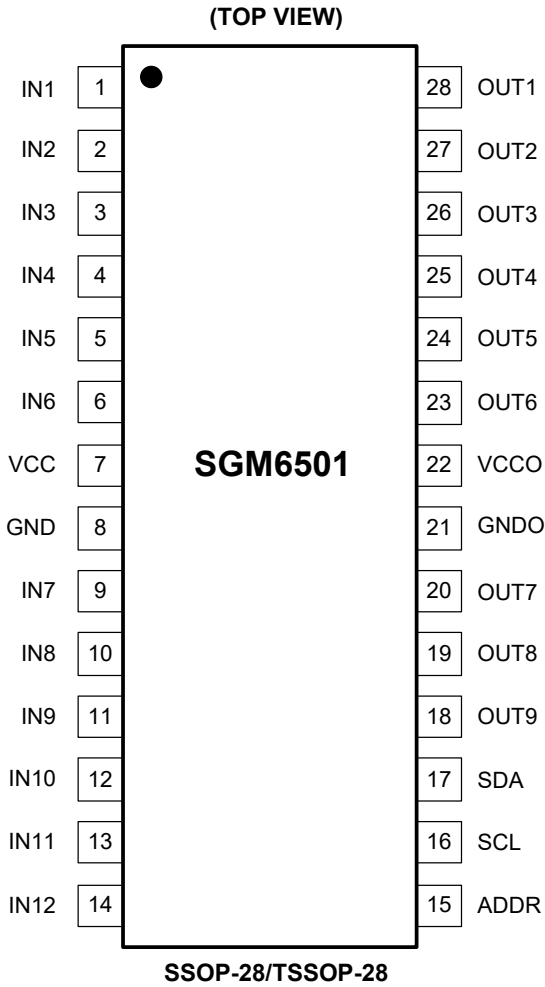 (TOP VIEW)
IN1 1 28 OUT1
IN2 2 27 OUT2
IN3 3 26 OUT3
IN4 4 25 OUT4
IN5 5 24 OUT5
IN6 6 23 OUT6
VCC 7 SGM6501 22 VCCO
GND 8 21 GNDO
IN7 9 20 OUT7
IN8 10 19 OUT8
IN9 11 18 OUT9
IN10 12 17 SDA
IN11 13 16 SCL
IN12 14 15 ADDR
SSOP-28/TSSOP-28